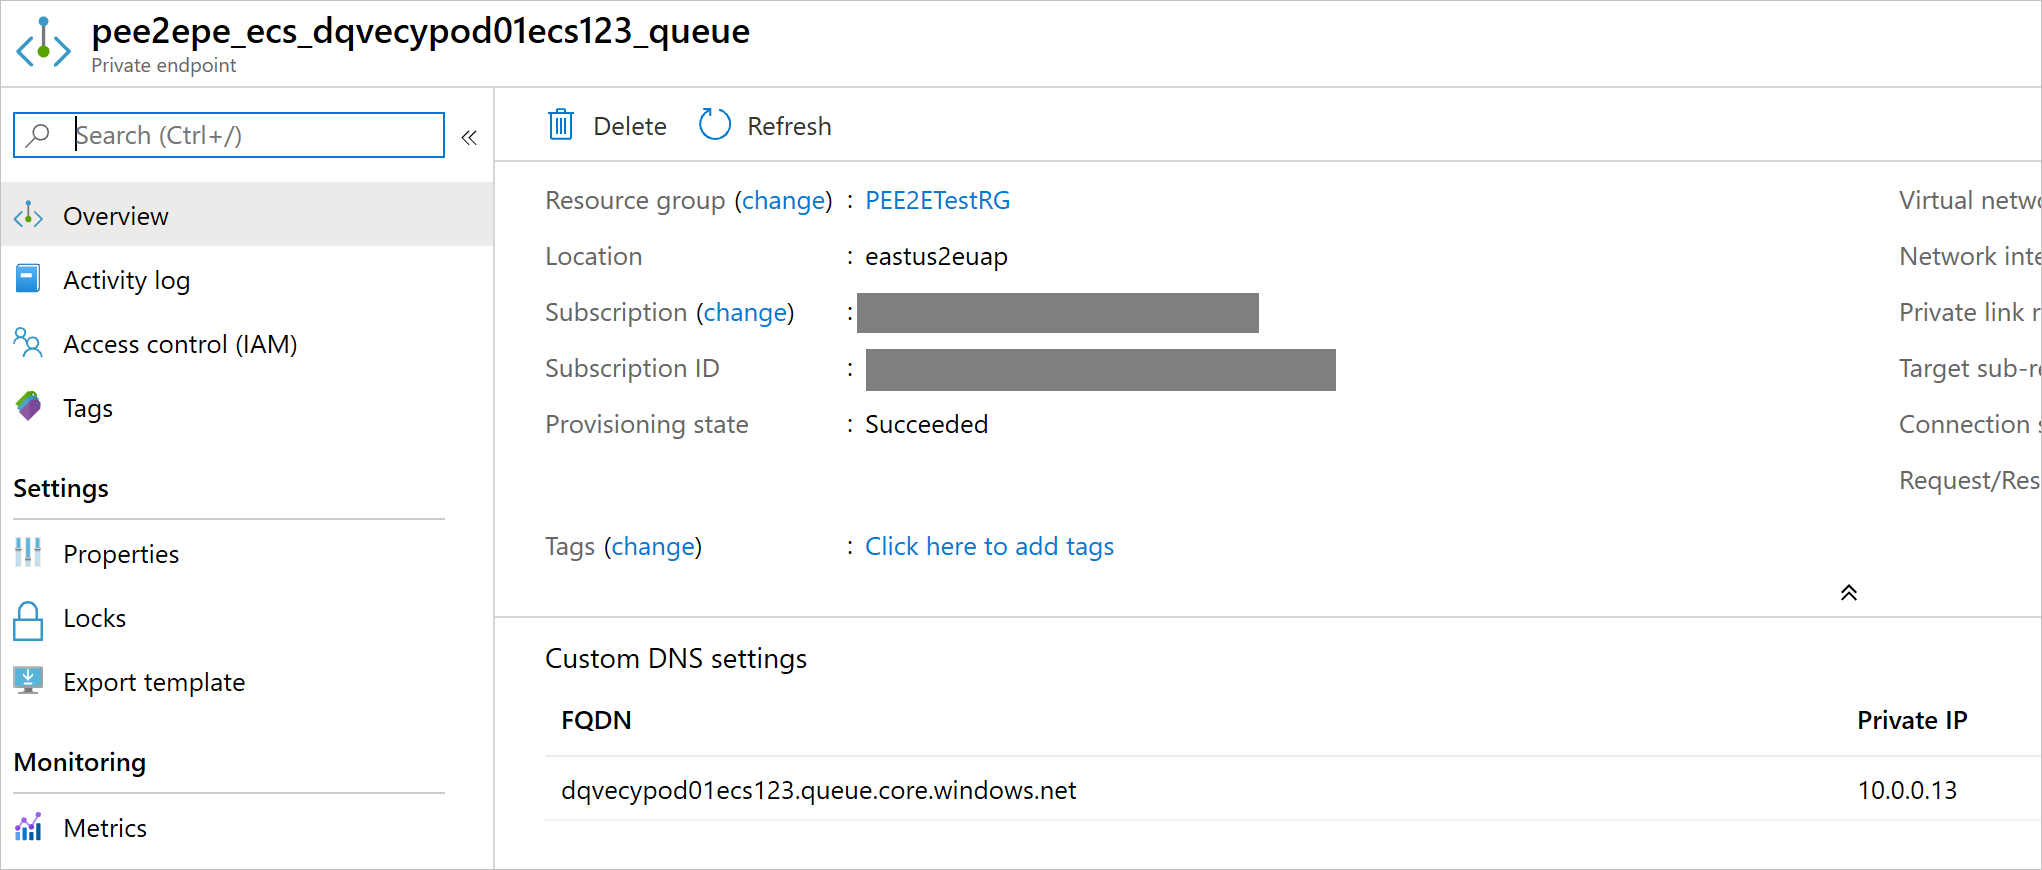 pee2epe_ecs_dqvecypod01ecs123_queue
Private endpoint
Search (Ctrl+/)
Overview
Activity log
Access control (IAM)
Tags
Settings
Properties
Locks
Export template
Monitoring
Metrics
Delete
Refresh
Resource group (change) : PEE2ETestRG
Location : eastus2euap
Subscription (change) :
Subscription ID :
Provisioning state : Succeeded
Tags (change) : Click here to add tags
Virtual netwo
Network inte
Private link r
Target sub-re
Connection s
Request/Res
Custom DNS settings
FQDN Private IP
dqvecypod01ecs123.queue.core.windows.net 10.0.0.13